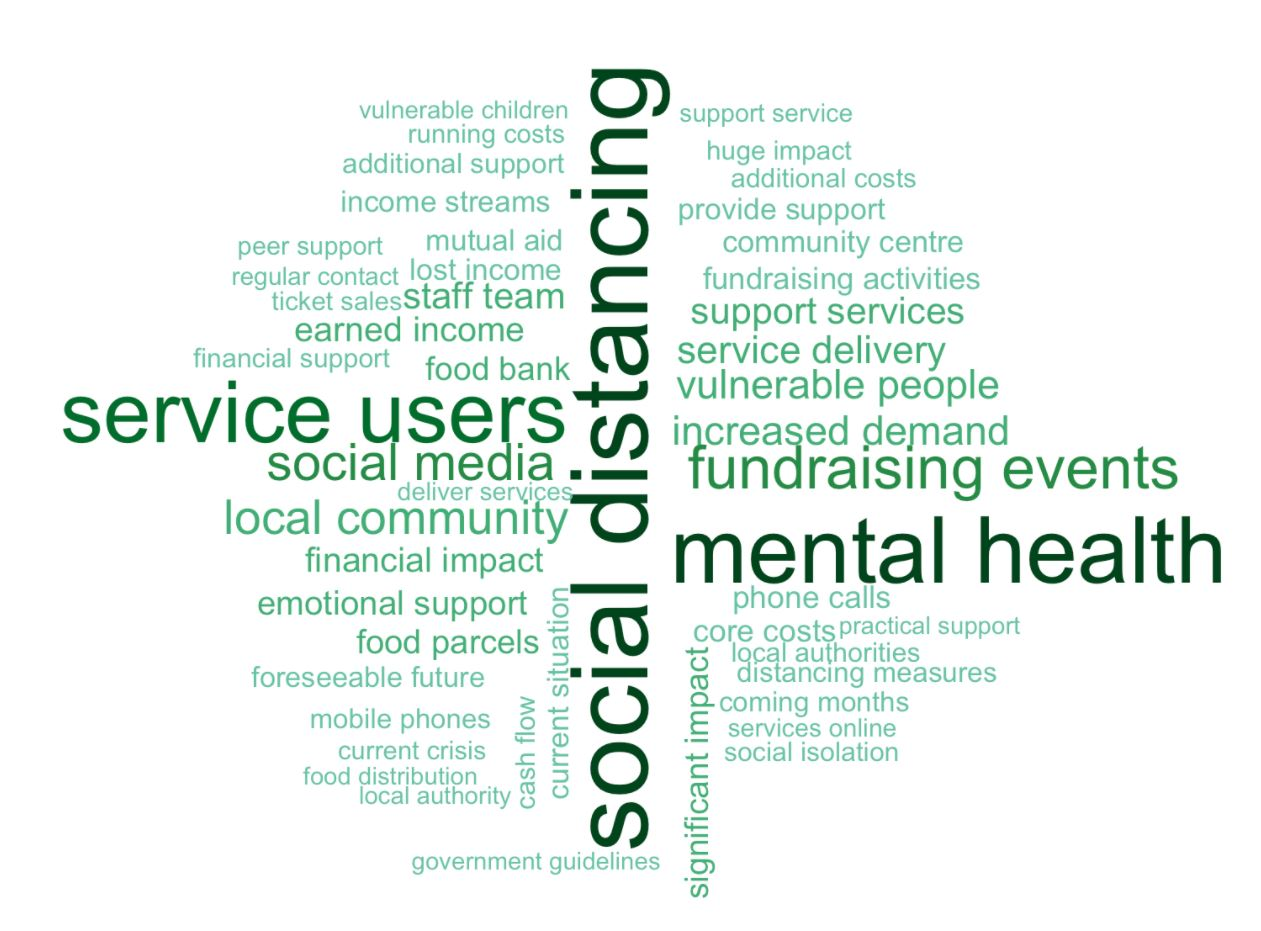 vulnerable children
running costs
additional support
income streams
peer support
mutual aid
regular contact
lost income
ticket sales
staff team
earned income
financial support
food bank
service users
social media
deliver services
local community
financial impact
emotional support
food parcels
foreseeable future
mobile phones
current crisis
food distribution
local authority
cash flow
current situation
government guidelines
social distancing
support service
huge impact
additional costs
provide support
community centre
fundraising activities
support services
service delivery
vulnerable people
increased demand
fundraising events
mental health
phone calls
core costs
practical support
local authorities
distancing measures
coming months
services online
social isolation
significant impact